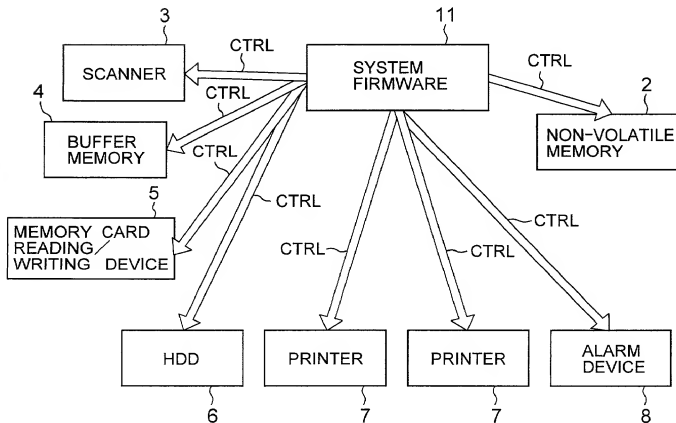 3
11
SCANNER
CTRL
SYSTEM
FIRMWARE
CTRL
2
4
CTRL
BUFFER
MEMORY
NON-VOLATILE
MEMORY
CTRL
5
MEMORY CARD
READING/
WRITING DEVICE
CTRL
CTRL
CTRL
CTRL
HDD
PRINTER
PRINTER
ALARM
DEVICE
6
7
7
8